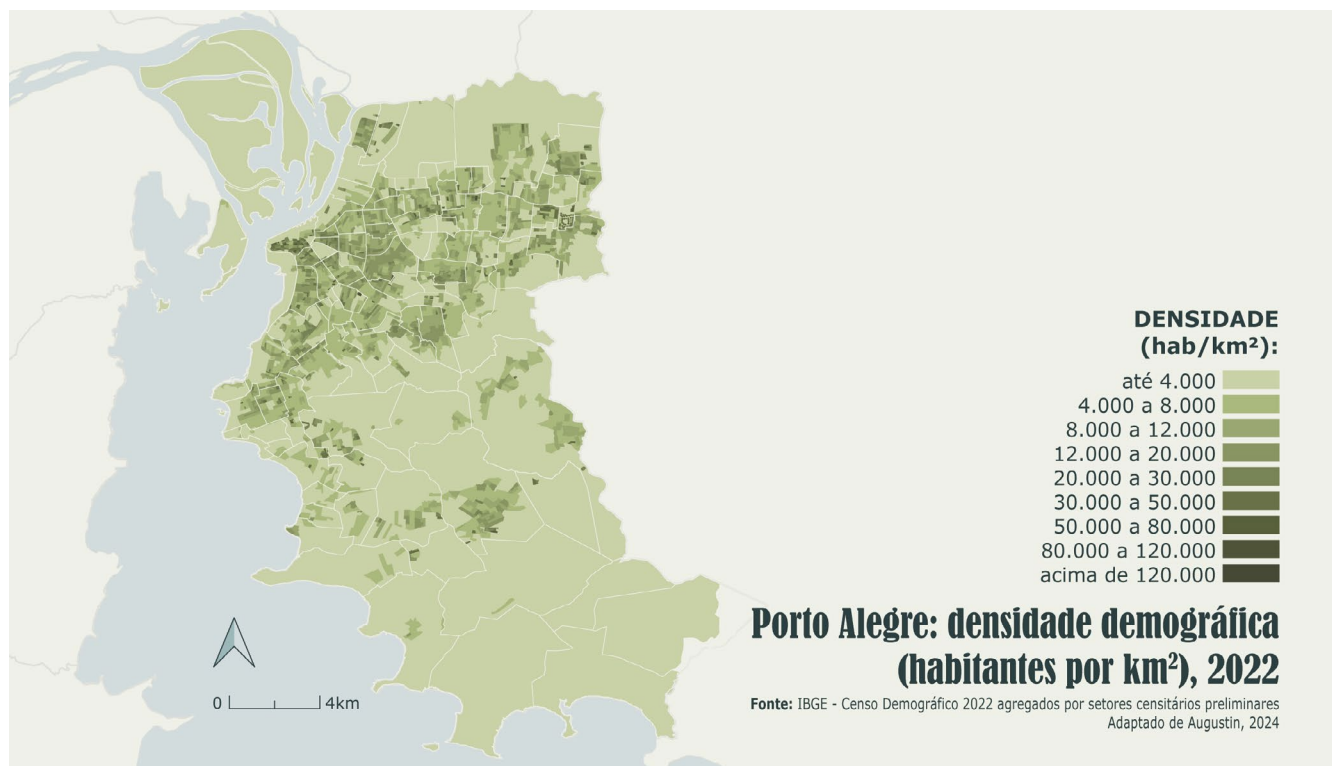 DENSIDADE
(hab/km²):
até 4.000
4.000 a 8.000
8.000 a 12.000
12.000 a 20.000
20.000 a 30.000
30.000 a 50.000
50.000 a 80.000
80.000 a 120.000
acima de 120.000
Porto Alegre: densidade demográfica
(habitantes por km²), 2022
Fonte: IBGE - Censo Demográfico 2022 agregados por setores censitários preliminares
Adaptado de Augustin, 2024
0 4km